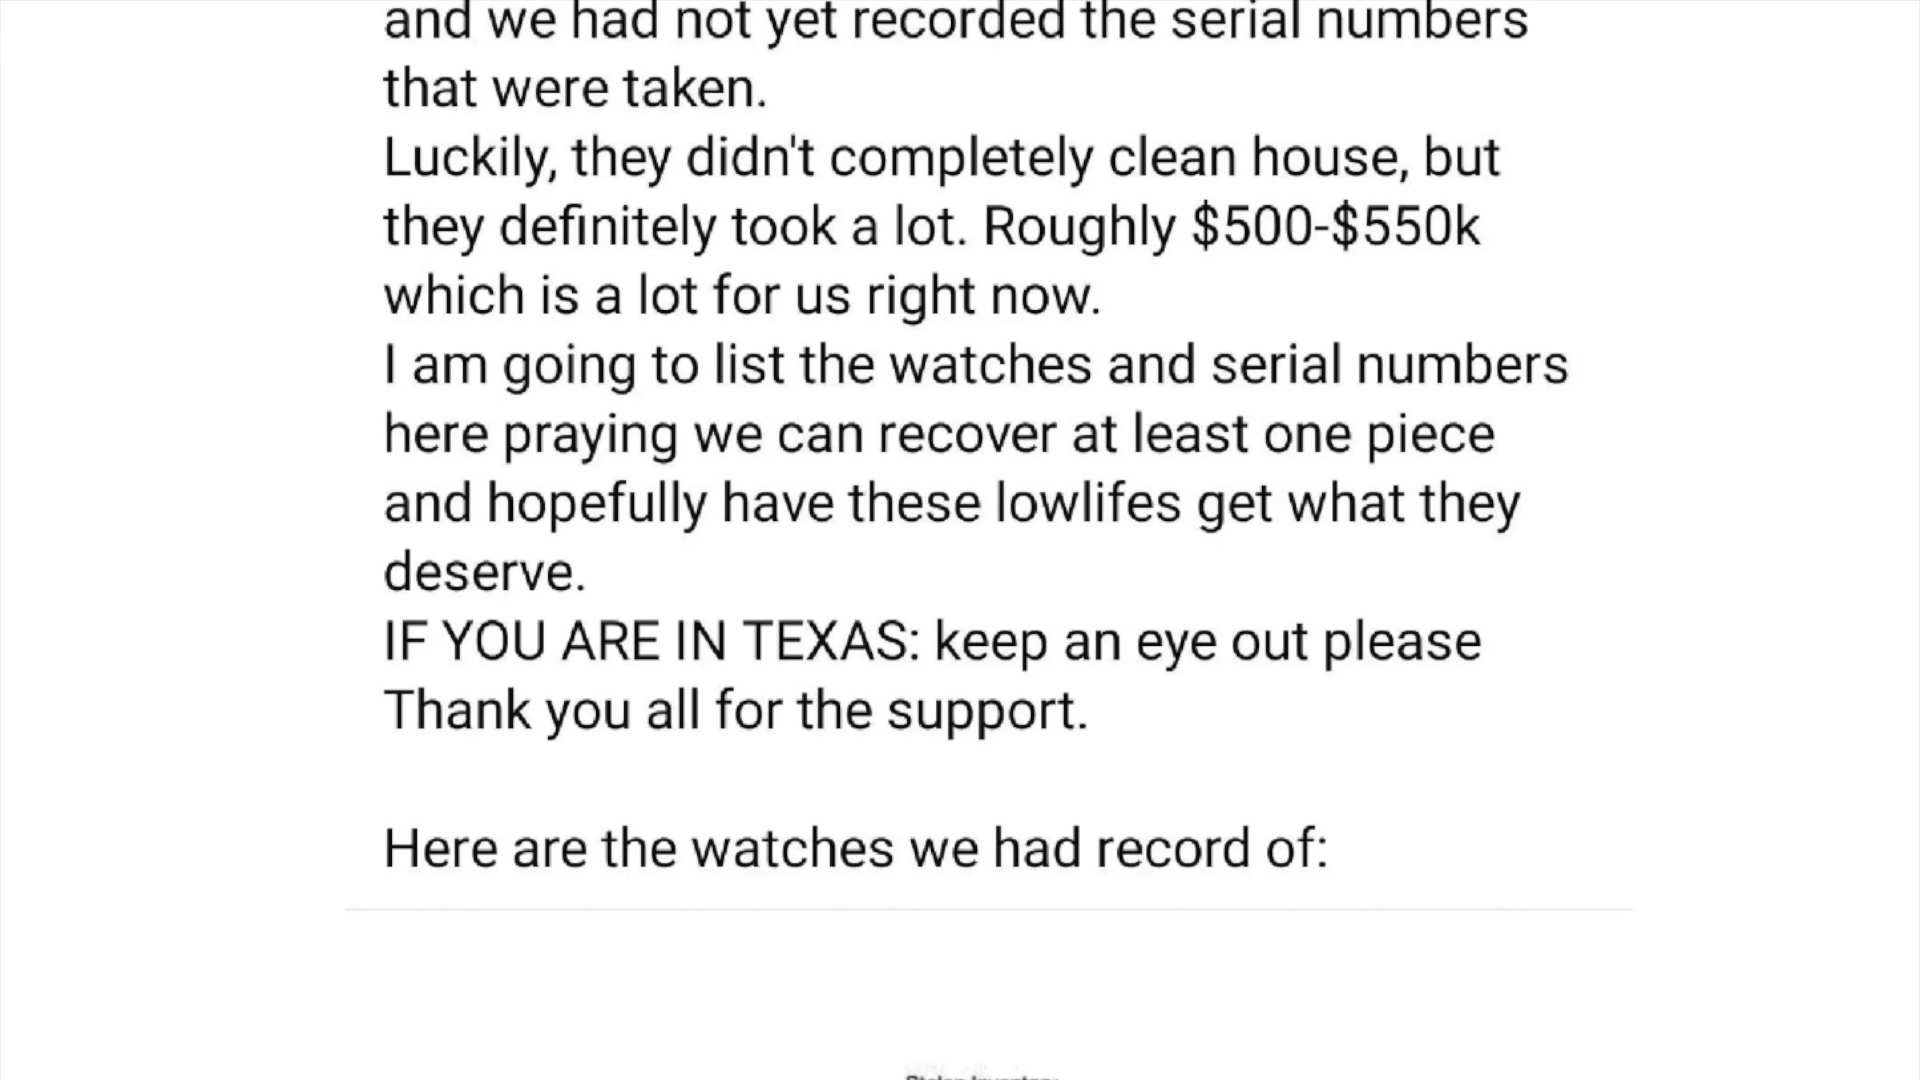 and we had not yet recorded the serial numbers
that were taken.
Luckily, they didn't completely clean house, but
they definitely took a lot. Roughly $500-$550k
which is a lot for us right now.
I am going to list the watches and serial numbers
here praying we can recover at least one piece
and hopefully have these lowlifes get what they
deserve.
IF YOU ARE IN TEXAS: keep an eye out please
Thank you all for the support.
Here are the watches we had record of: